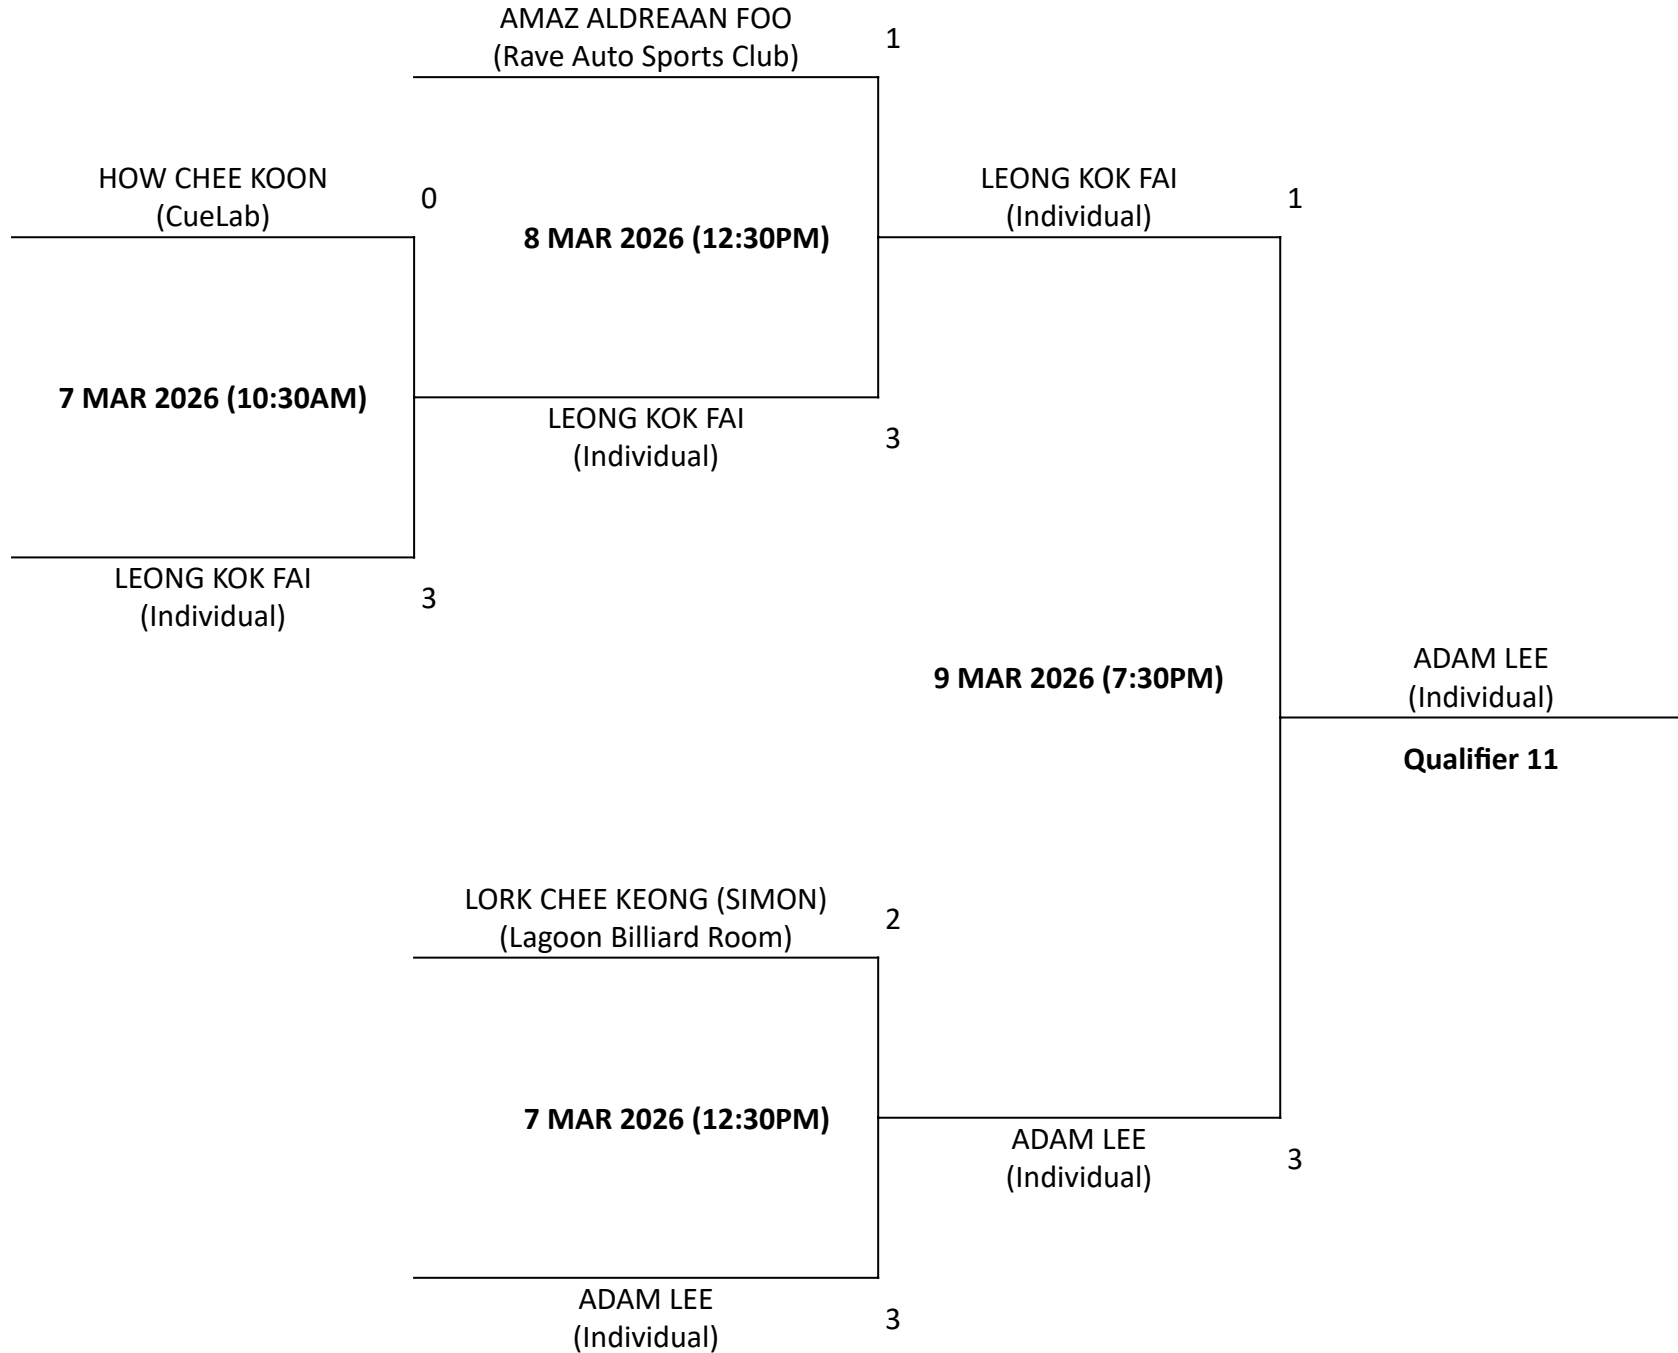 AMAZ ALDREAAN FOO
(Rave Auto Sports Club)
1
HOW CHEE KOON
(CueLab)
0
8 MAR 2026 (12:30PM)
LEONG KOK FAI
(Individual)
1
7 MAR 2026 (10:30AM)
LEONG KOK FAI
(Individual)
3
LEONG KOK FAI
(Individual)
3
9 MAR 2026 (7:30PM)
ADAM LEE
(Individual)
Qualifier 11
LORK CHEE KEONG (SIMON)
(Lagoon Billiard Room)
2
7 MAR 2026 (12:30PM)
ADAM LEE
(Individual)
3
ADAM LEE
(Individual)
3